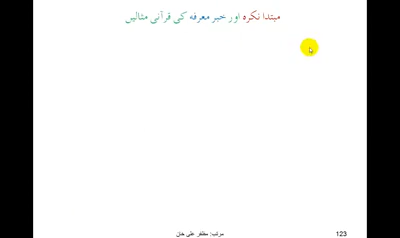 مبتدا نکرہ اور خبر معرفہ کی قرآنی مثالیں
مرتب: مظفر علی خان
123